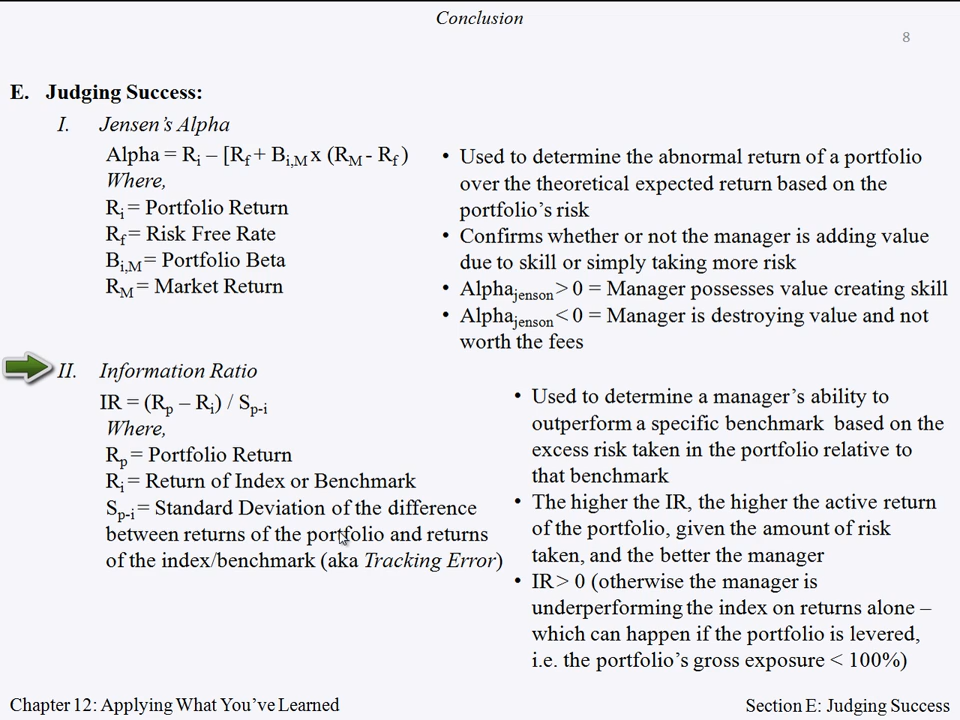 Conclusion
8
E. Judging Success:
I. Jensen's Alpha
Alpha = Ri – [Rf + Bi,M x (RM - Rf )
Where,
Ri = Portfolio Return
Rf = Risk Free Rate
Bi,M = Portfolio Beta
RM = Market Return
• Used to determine the abnormal return of a portfolio
over the theoretical expected return based on the
portfolio's risk
• Confirms whether or not the manager is adding value
due to skill or simply taking more risk
• Alphajenson > 0 = Manager possesses value creating skill
• Alphajenson < 0 = Manager is destroying value and not
worth the fees
II. Information Ratio
IR = (Rp – Ri) / Sp-i
Where,
Rp = Portfolio Return
Ri = Return of Index or Benchmark
Sp-i = Standard Deviation of the difference
between returns of the portfolio and returns
of the index/benchmark (aka Tracking Error)
• Used to determine a manager's ability to
outperform a specific benchmark based on the
excess risk taken in the portfolio relative to
that benchmark
• The higher the IR, the higher the active return
of the portfolio, given the amount of risk
taken, and the better the manager
• IR > 0 (otherwise the manager is
underperforming the index on returns alone –
which can happen if the portfolio is levered,
i.e. the portfolio's gross exposure < 100%)
Chapter 12: Applying What You've Learned
Section E: Judging Success